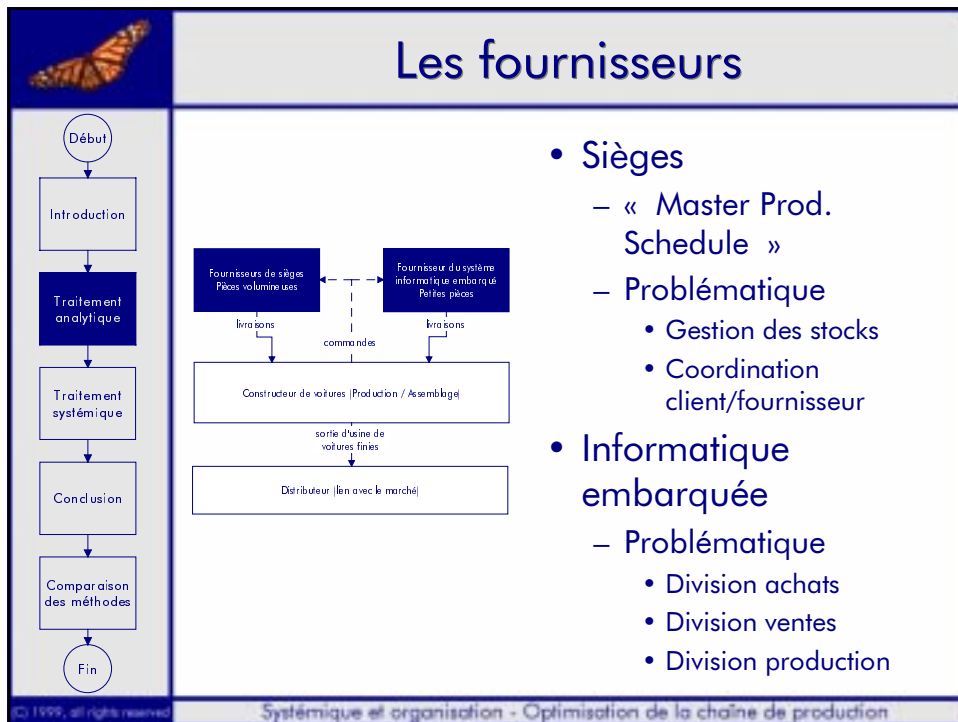 Les fournisseurs
Début
Introduction
Traitement
analytique
Traitement
systémique
Conclusion
Comparaison
des méthodes
Fin
Fournisseurs de sièges
Pièces volumineuses
Fournisseur du système
informatique embarqué
Petites pièces
livraisons
livraisons
commandes
Constructeur de voitures (Production / Assemblage)
sortie d'usine de
voitures finies
Distributeur (lien avec le marché)
• Sièges
– « Master Prod.
Schedule »
– Problématique
• Gestion des stocks
• Coordination
client/fournisseur
• Informatique
embarquée
– Problématique
• Division achats
• Division ventes
• Division production
(C) 1999, all rights reserved
Systémique et organisation - Optimisation de la chaîne de production